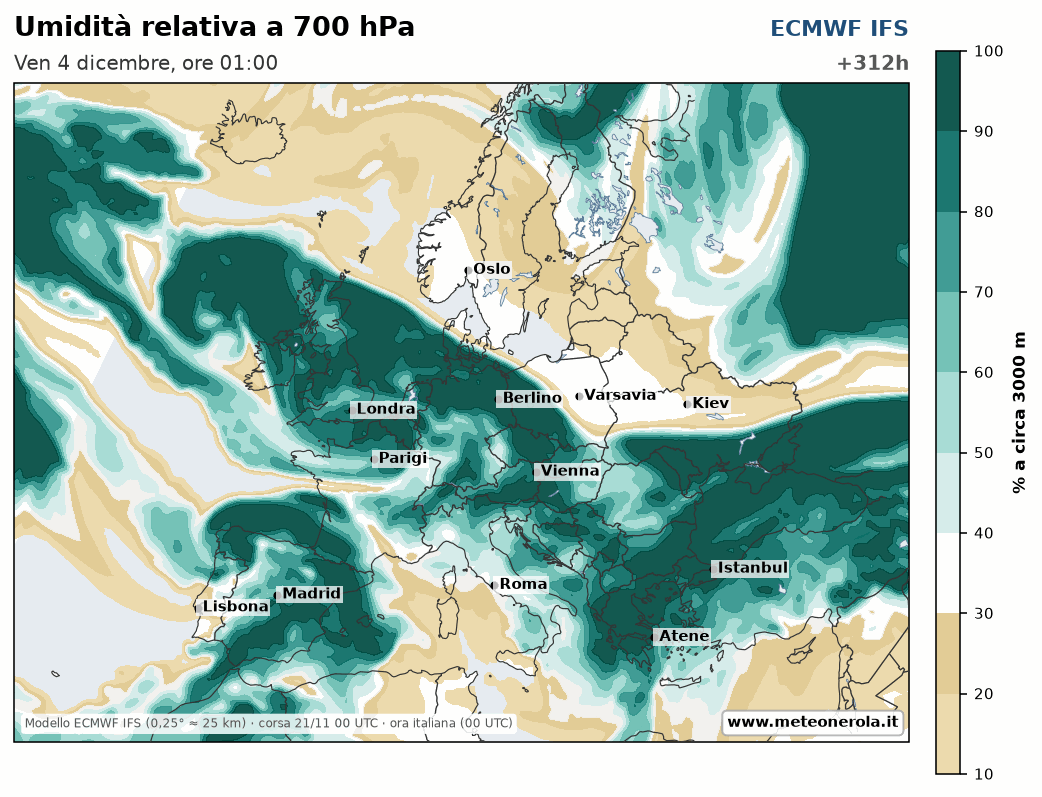 Umidità relativa a 700 hPa
ECMWF IFS
Ven 4 dicembre, ore 01:00
+312h
Oslo
Berlino
Varsavia
Kiev
Londra
Parigi
Vienna
Istanbul
Roma
Madrid
Lisbona
Atene
Modello ECMWF IFS (0,25° ≈ 25 km) · corsa 21/11 00 UTC · ora italiana (00 UTC)
www.meteonerola.it
100
90
80
70
60
50
40
30
20
10
% a circa 3000 m